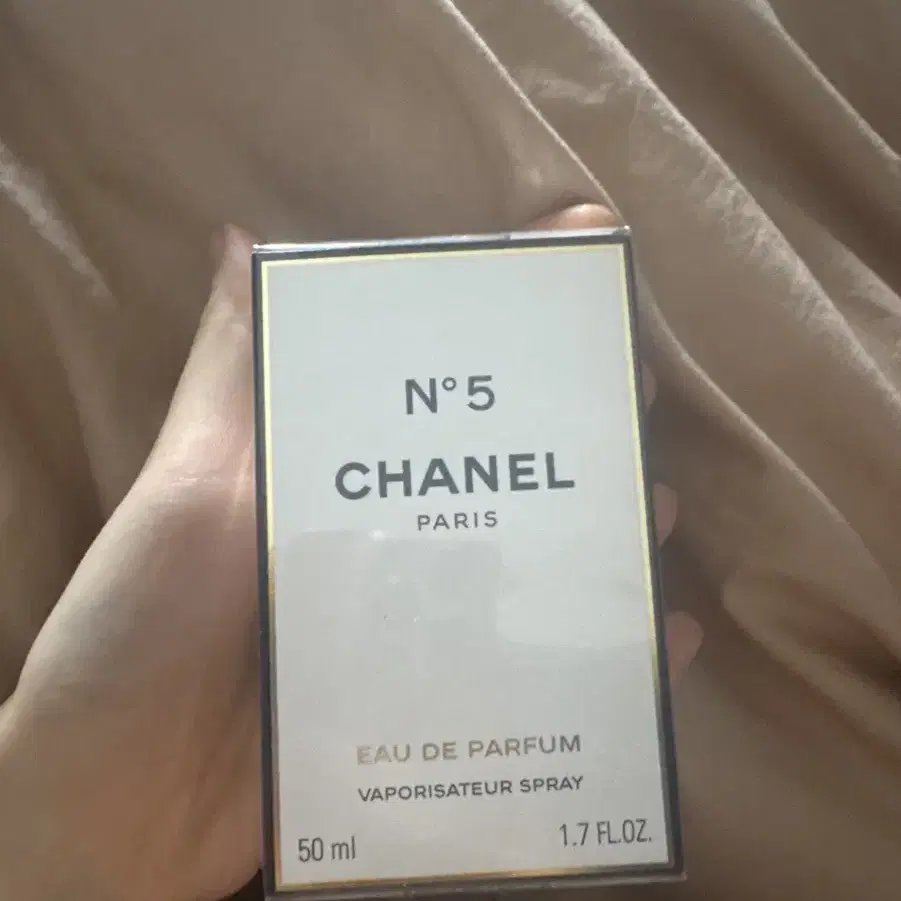 N°5
CHANEL
PARIS
EAU DE PARFUM
VAPORISATEUR SPRAY
50 ml
1.7 FL.OZ.